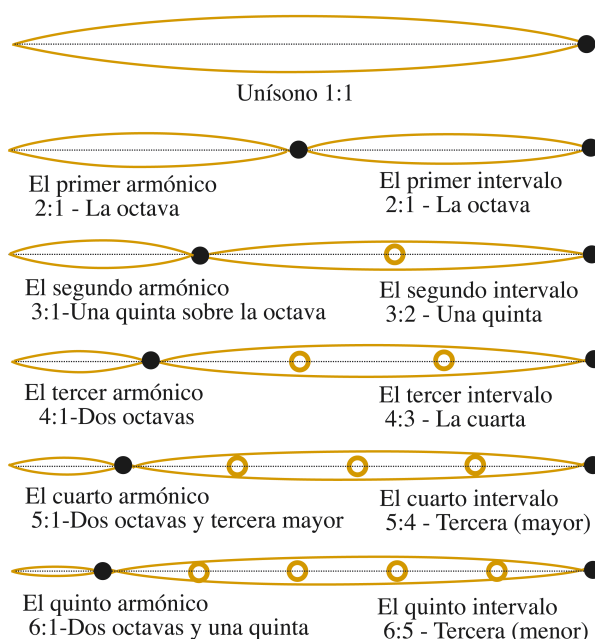 Unísono 1:1
El primer armónico
2:1 - La octava
El primer intervalo
2:1 - La octava
El segundo armónico
3:1-Una quinta sobre la octava
El segundo intervalo
3:2 - Una quinta
El tercer armónico
4:1-Dos octavas
El tercer intervalo
4:3 - La cuarta
El cuarto armónico
5:1-Dos octavas y tercera mayor
El cuarto intervalo
5:4 - Tercera (mayor)
El quinto armónico
6:1-Dos octavas y una quinta
El quinto intervalo
6:5 - Tercera (menor)